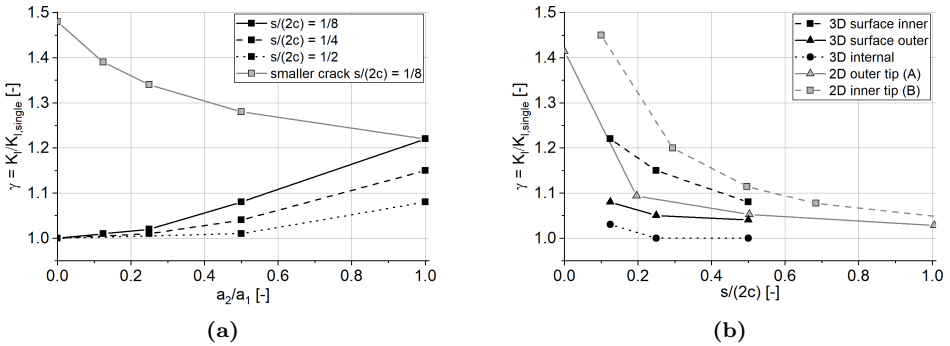 γ = K_I/K_I,single [-]
1.5
1.4
1.3
1.2
1.1
1.0
0.0
0.2
0.4
0.6
0.8
1.0
a₂/a₁ [-]
s/(2c) = 1/8
s/(2c) = 1/4
s/(2c) = 1/2
smaller crack s/(2c) = 1/8
(a)
γ = K_I/K_I,single [-]
1.5
1.4
1.3
1.2
1.1
1.0
0.0
0.2
0.4
0.6
0.8
1.0
s/(2c) [-]
3D surface inner
3D surface outer
3D internal
2D outer tip (A)
2D inner tip (B)
(b)